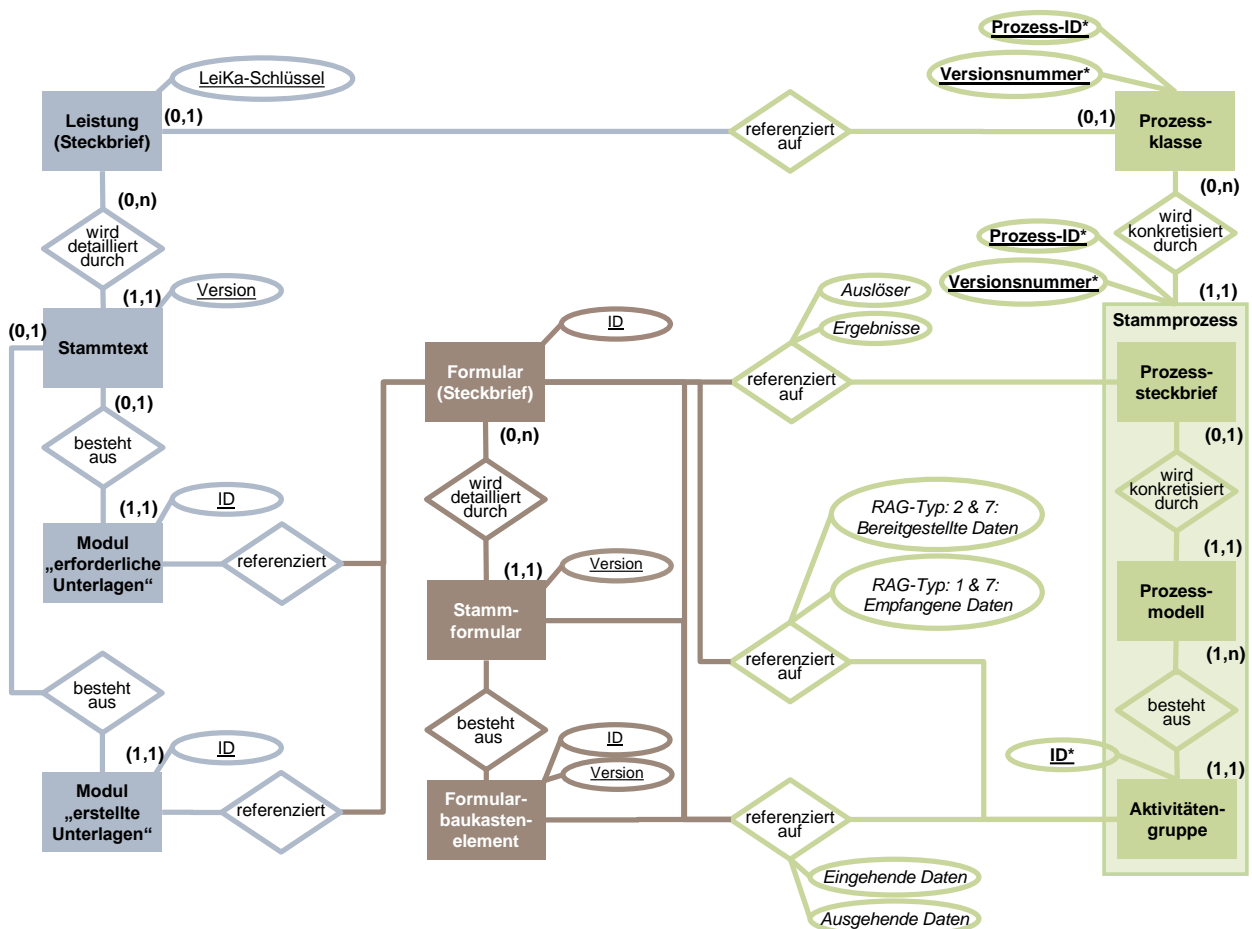 Prozess-ID*
LeiKa-Schlüssel
Versionsnummer*
Leistung
(Steckbrief)
(0,1)
referenziert
auf
(0,1)
Prozess-
klasse
(0,n)
(0,n)
wird
detailliert
durch
wird
konkretisiert
durch
Prozess-ID*
Versionsnummer*
(1,1)
Version
(1,1)
Auslöser
Ergebnisse
(0,1)
Stammtext
ID
Stammprozess
Formular
(Steckbrief)
referenziert
auf
Prozess-
steckbrief
(0,1)
(0,n)
(0,1)
besteht
aus
wird
detailliert
durch
wird
konkretisiert
durch
(1,1)
ID
RAG-Typ: 2 & 7:
Bereitgestellte Daten
Modul
„erforderliche
Unterlagen“
referenziert
(1,1)
Version
RAG-Typ: 1 & 7:
Empfangene Daten
(1,1)
Prozess-
modell
Stamm-
formular
referenziert
auf
(1,n)
besteht
aus
besteht
aus
besteht
aus
(1,1)
ID
ID
Version
ID*
(1,1)
Modul
„erstellte
Unterlagen“
referenziert
Formular-
baukasten-
element
referenziert
auf
Aktivitäten-
gruppe
Eingehende Daten
Ausgehende Daten